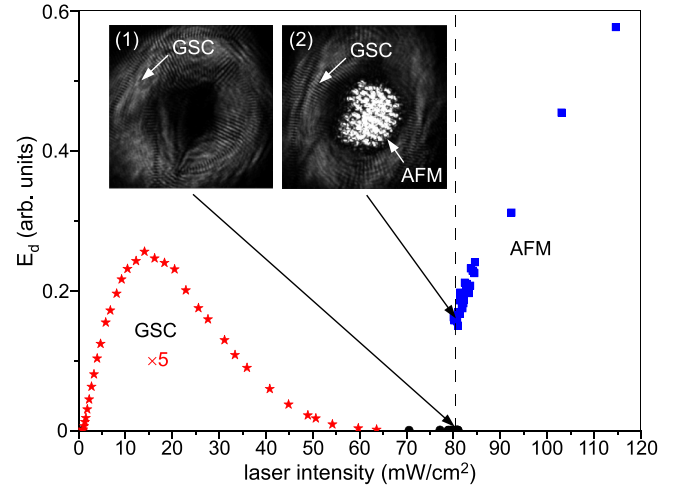 0.6
0.4
0.2
0
E_d (arb. units)
(1)
GSC
(2)
GSC
AFM
AFM
GSC
×5
0 10 20 30 40 50 60 70 80 90 100 110 120
laser intensity (mW/cm²)